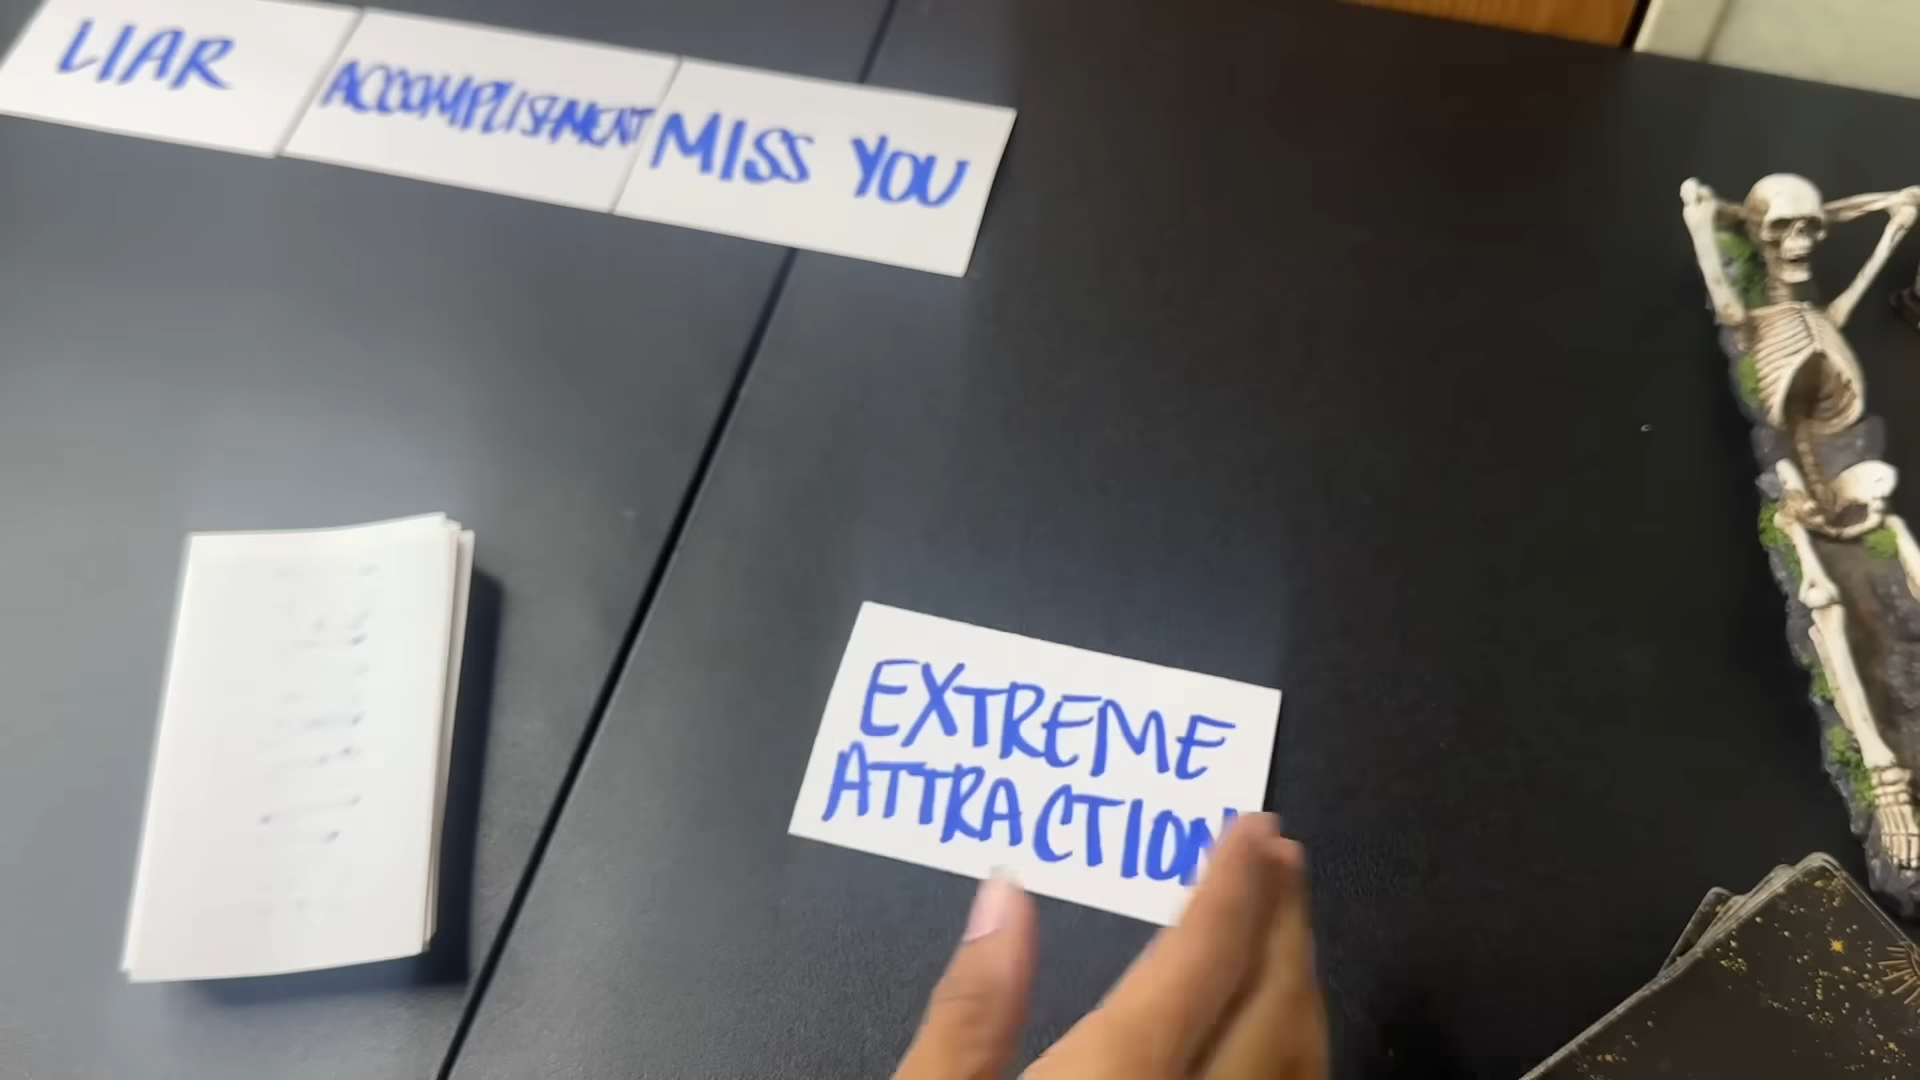 LIAR
ACCOMPLISHMENT
MISS YOU
EXTREME
ATTRACTION